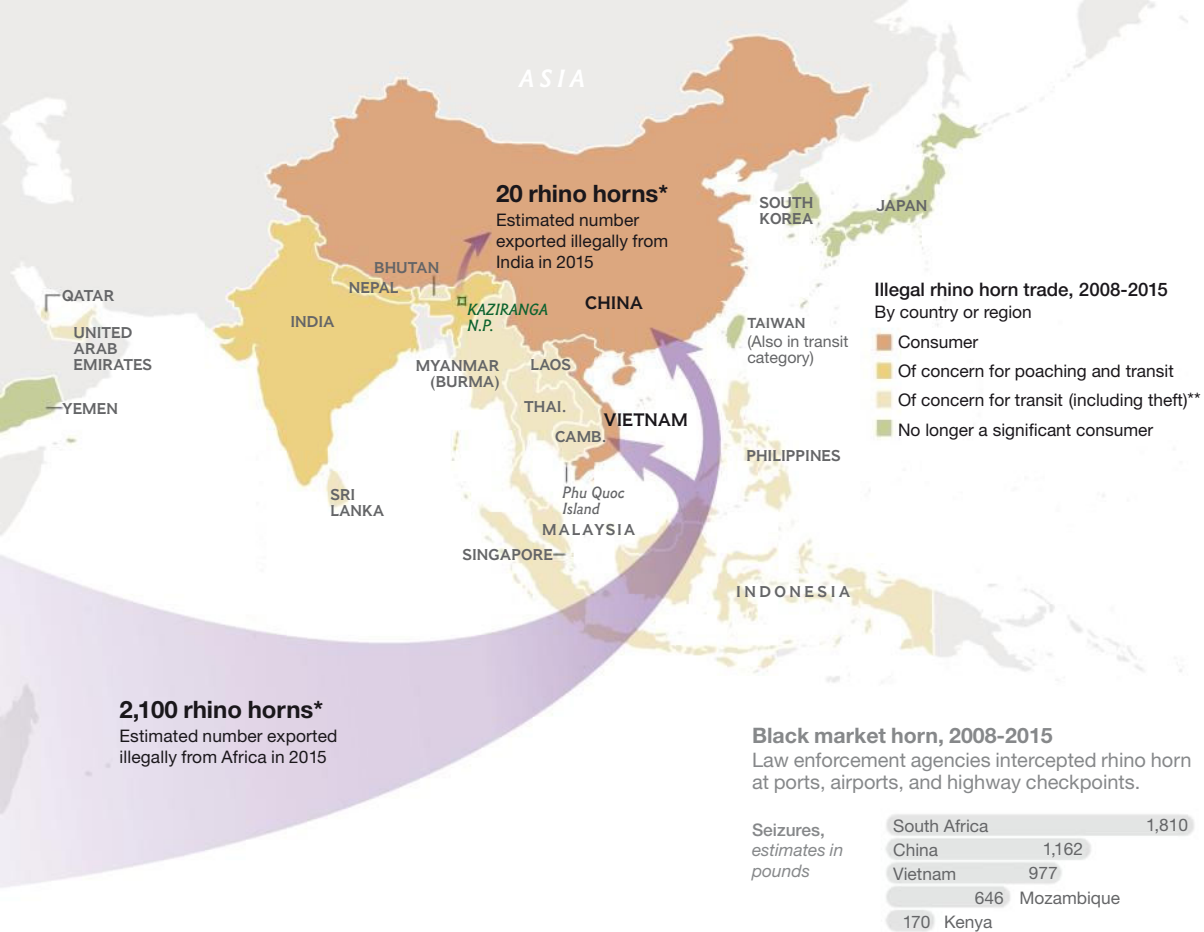 ASIA
20 rhino horns*
Estimated number
exported illegally from
India in 2015
SOUTH
KOREA
JAPAN
BHUTAN
NEPAL
QATAR
UNITED
ARAB
EMIRATES
INDIA
KAZIRANGA
N.P.
CHINA
TAIWAN
(Also in transit
category)
MYANMAR
(BURMA)
LAOS
YEMEN
THAI.
VIETNAM
CAMB.
PHILIPPINES
SRI
LANKA
Phu Quoc
Island
MALAYSIA
SINGAPORE
INDONESIA
Illegal rhino horn trade, 2008-2015
By country or region
Consumer
Of concern for poaching and transit
Of concern for transit (including theft)**
No longer a significant consumer
2,100 rhino horns*
Estimated number exported
illegally from Africa in 2015
Black market horn, 2008-2015
Law enforcement agencies intercepted rhino horn
at ports, airports, and highway checkpoints.
Seizures,
estimates in
pounds
South Africa 1,810
China 1,162
Vietnam 977
646 Mozambique
170 Kenya